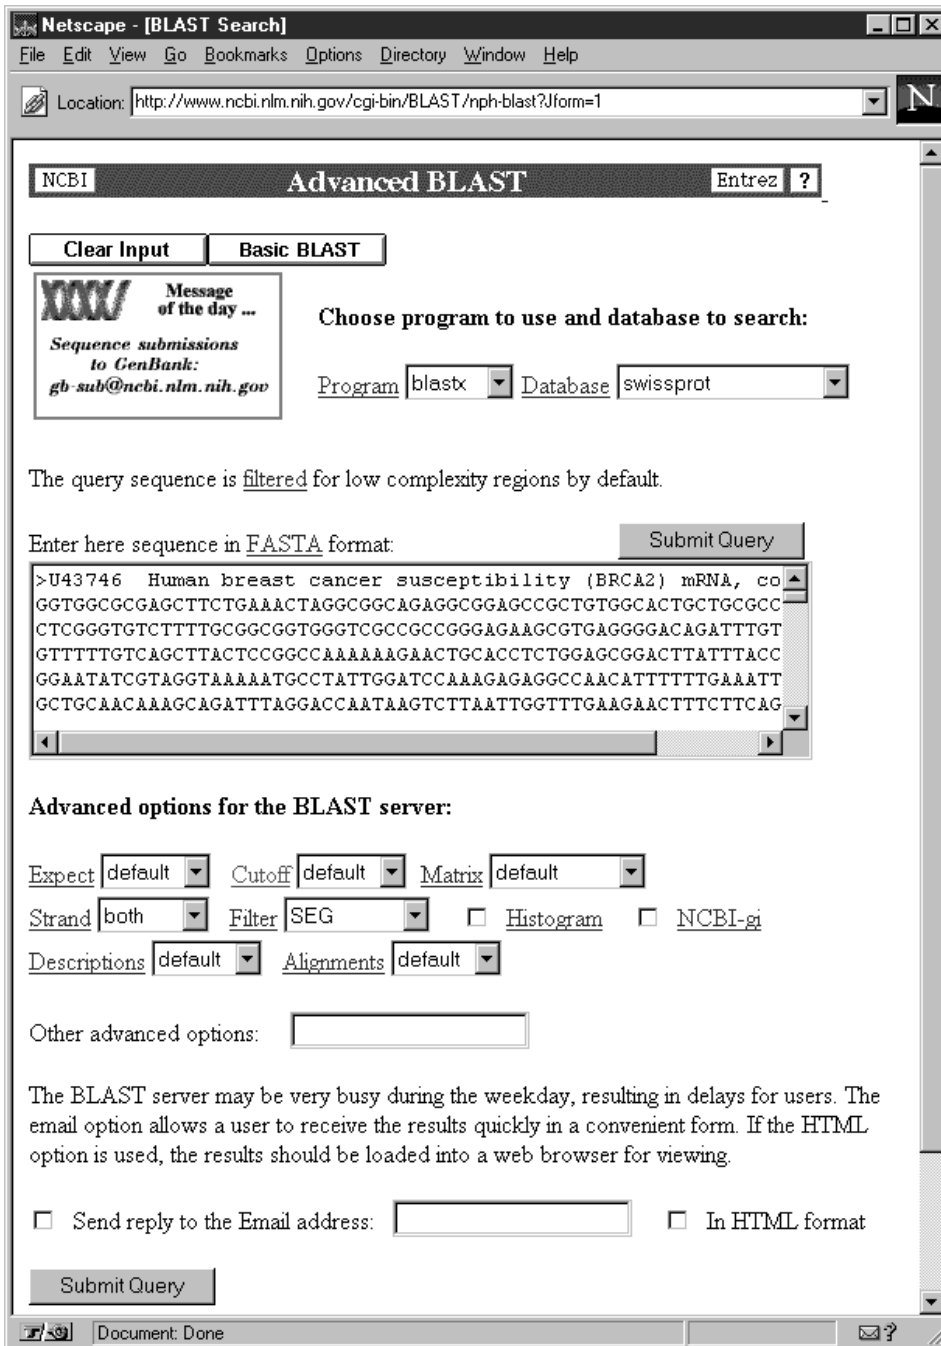 Netscape - [BLAST Search]
File Edit View Go Bookmarks Options Directory Window Help
Location: http://www.ncbi.nlm.nih.gov/cgi-bin/BLAST/nph-blast?Jform=1
N
NCBI Advanced BLAST Entrez ?
Clear Input Basic BLAST
Message
of the day ...
Sequence submissions
to GenBank:
gb-sub@ncbi.nlm.nih.gov
Choose program to use and database to search:
Program blastx Database swissprot
The query sequence is filtered for low complexity regions by default.
Enter here sequence in FASTA format: Submit Query
>U43746 Human breast cancer susceptibility (BRCA2) mRNA, co
GGTGGCGCGAGCTTCTGAAACTAGGCGGCAGAGGCGGAGCCGCTGTGGCACTGCTGCGCC
CTCGGGTGTCTTTTGCGGCGGTGGGTCGCCGCCGGGAGAAGCGTGAGGGGACAGATTTGT
GTTTTTGTCAGCTTACTCCGGCCAAAAAAGAACTGCACCTCTGGAGCGGACTTATTTACC
GGAATATCGTAGGTAAAAATGCCTATTGGATCCAAAGAGAGGCCAACATTTTTTGAAATT
GCTGCAACAAAGCAGATTTAGGACCAATAAGTCTTAATTGGTTTGAAGAACTTTCTTCAG
Advanced options for the BLAST server:
Expect default Cutoff default Matrix default
Strand both Filter SEG Histogram NCBI-gi
Descriptions default Alignments default
Other advanced options:
The BLAST server may be very busy during the weekday, resulting in delays for users. The
email option allows a user to receive the results quickly in a convenient form. If the HTML
option is used, the results should be loaded into a web browser for viewing.
Send reply to the Email address: In HTML format
Submit Query
Document: Done